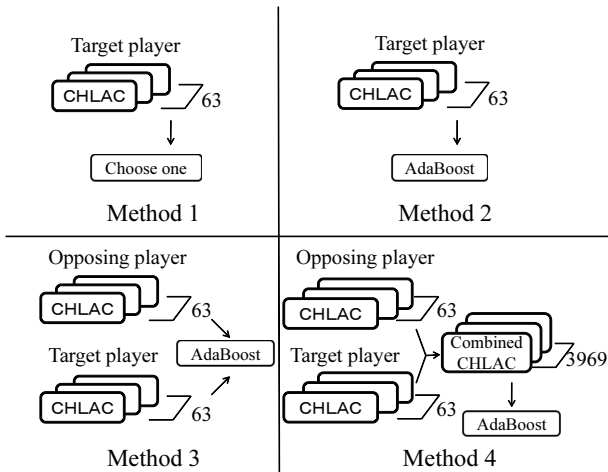 Target player
CHLAC
63
Choose one
Method 1
Target player
CHLAC
63
AdaBoost
Method 2
Opposing player
CHLAC
63
AdaBoost
Target player
CHLAC
63
Method 3
Opposing player
CHLAC
63
Combined
CHLAC
3969
Target player
CHLAC
63
AdaBoost
Method 4